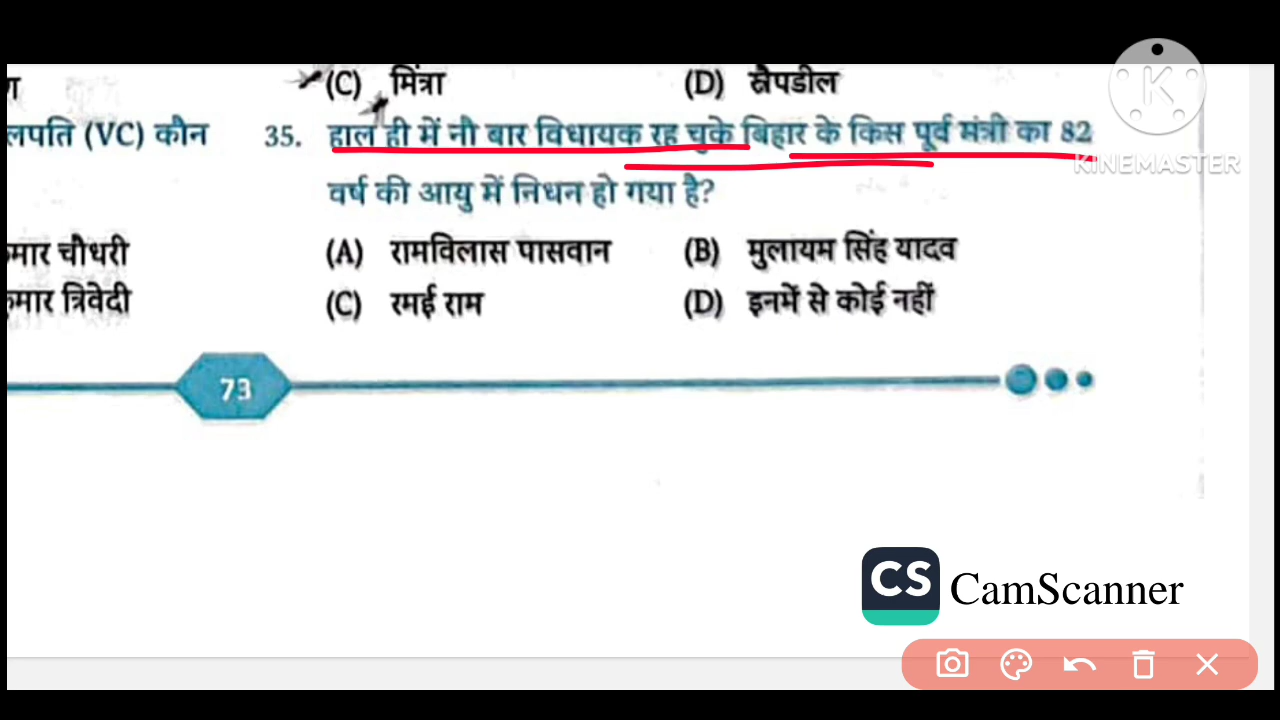 (C) मिंत्रा (D) स्नैपडील
लपति (VC) कौन
35. हाल ही में नौ बार विधायक रह चुके बिहार के किस पूर्व मंत्री का 82
वर्ष की आयु में निधन हो गया है?
मार चौधरी
(A) रामविलास पासवान (B) मुलायम सिंह यादव
कुमार त्रिवेदी
(C) रमई राम (D) इनमें से कोई नहीं
73
K
KINEMASTER
CS CamScanner